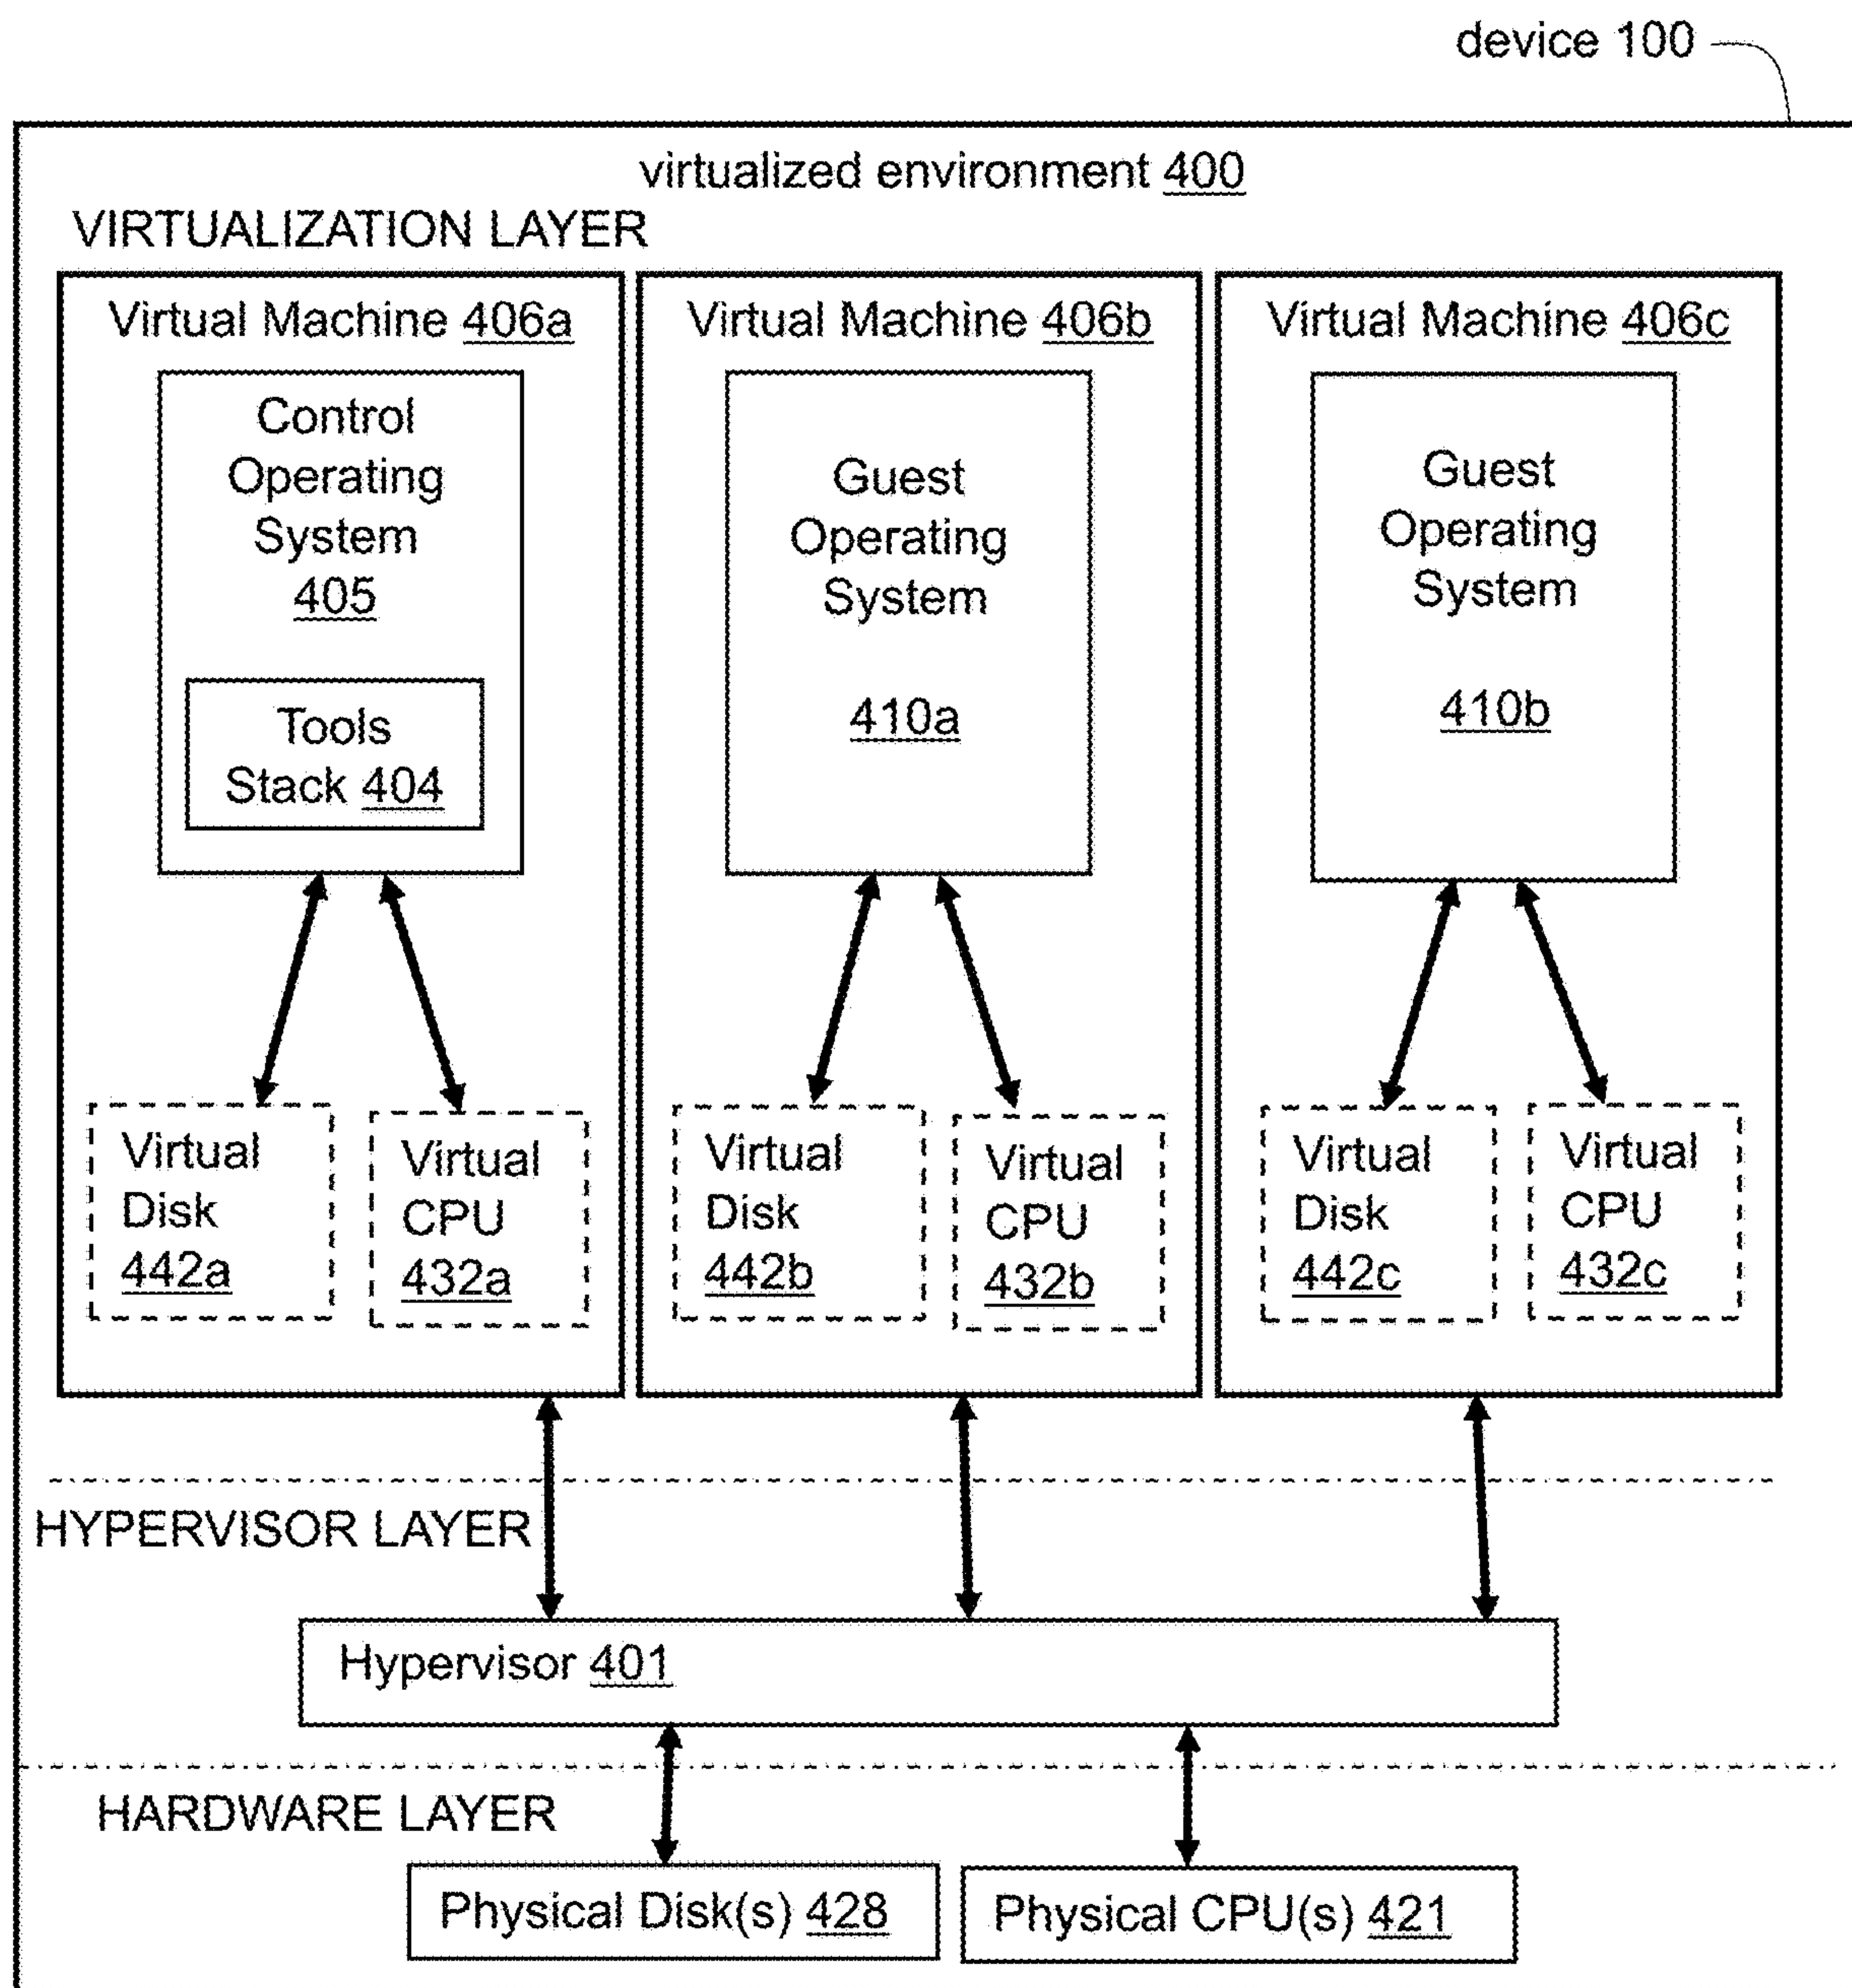 device 100
virtualized environment 400
VIRTUALIZATION LAYER
Virtual Machine 406a
Control
Operating
System
405
Tools
Stack 404
Virtual
Disk
442a
Virtual
CPU
432a
Virtual Machine 406b
Guest
Operating
System
410a
Virtual
Disk
442b
Virtual
CPU
432b
Virtual Machine 406c
Guest
Operating
System
410b
Virtual
Disk
442c
Virtual
CPU
432c
HYPERVISOR LAYER
Hypervisor 401
HARDWARE LAYER
Physical Disk(s) 428
Physical CPU(s) 421